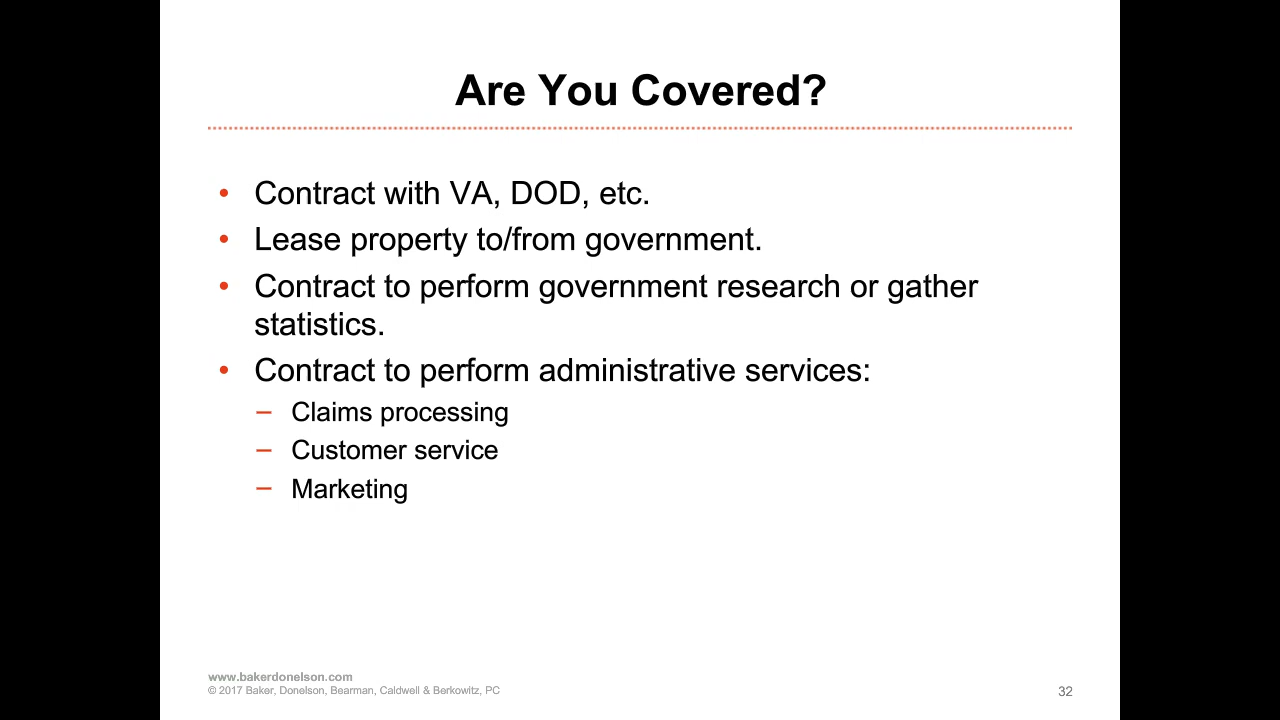 Are You Covered?
• Contract with VA, DOD, etc.
• Lease property to/from government.
• Contract to perform government research or gather
statistics.
• Contract to perform administrative services:
– Claims processing
– Customer service
– Marketing
www.bakerdonelson.com
© 2017 Baker, Donelson, Bearman, Caldwell & Berkowitz, PC
32